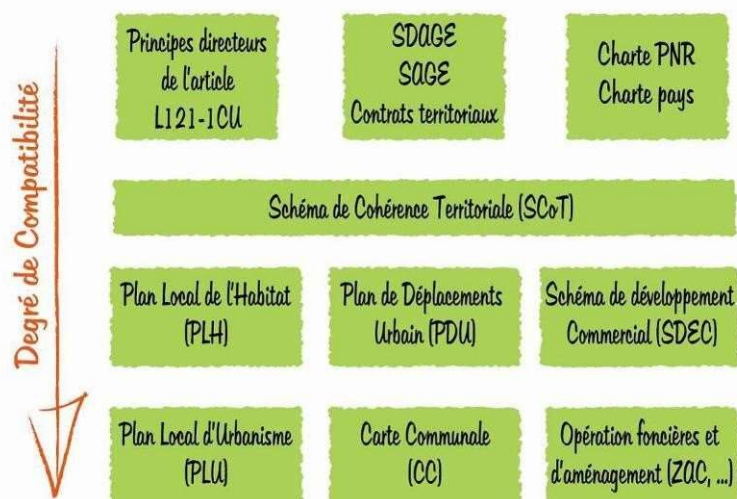 Degré de Compatibilité
Principes directeurs
de l'article
L121-1CU
SDAGE
SAGE
Contrats territoriaux
Charte PNR
Charte pays
Schéma de Cohérence Territoriale (SCoT)
Plan Local de l'Habitat
(PLH)
Plan de Déplacements
Urbain (PDU)
Schéma de développement
Commercial (SDEC)
Plan Local d'Urbanisme
(PLU)
Carte Communale
(CC)
Opération foncières et
d'aménagement (ZAC, ...)